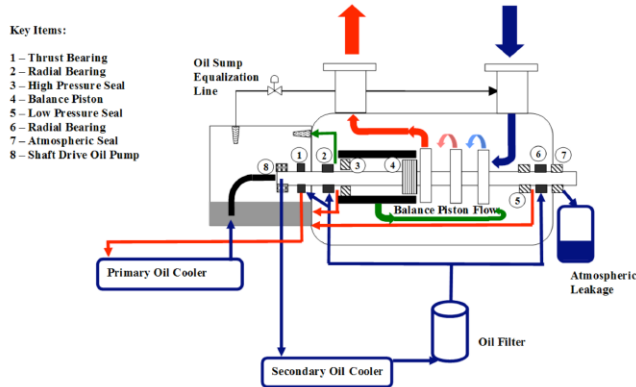 Key Items:
1 – Thrust Bearing
2 – Radial Bearing
3 – High Pressure Seal
4 – Balance Piston
5 – Low Pressure Seal
6 – Radial Bearing
7 – Atmospheric Seal
8 – Shaft Drive Oil Pump
Oil Sump
Equalization
Line
8
1
2
3
4
6
7
5
Balance Piston Flow
Primary Oil Cooler
Atmospheric
Leakage
Oil Filter
Secondary Oil Cooler